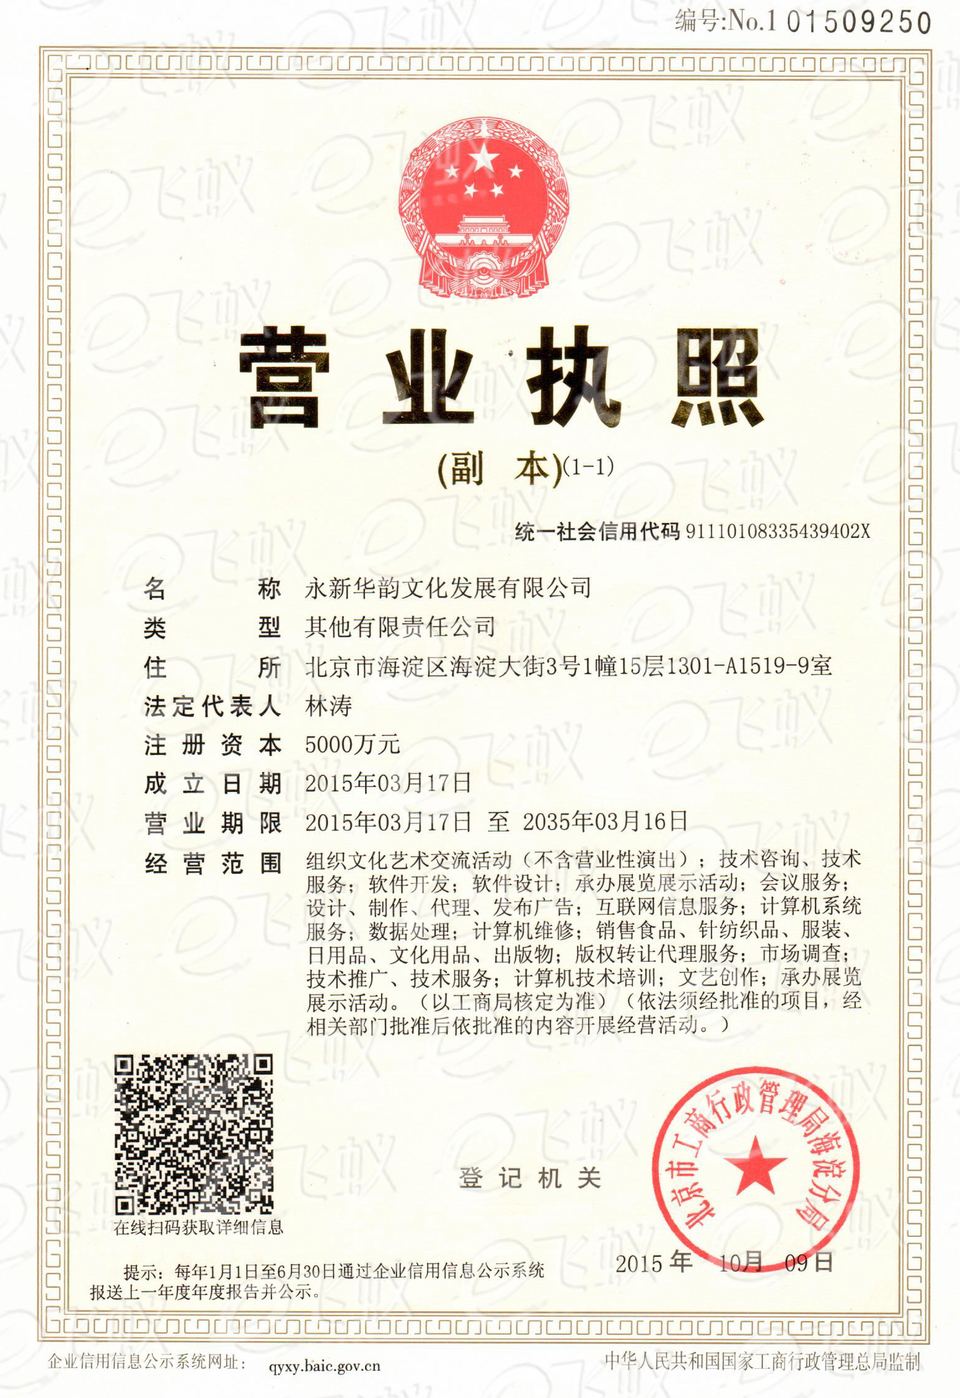 编号:No.1 01509250
营业执照
(副 本)(1-1)
统一社会信用代码 91110108335439402X
名 称 永新华韵文化发展有限公司
类 型 其他有限责任公司
住 所 北京市海淀区海淀大街3号1幢15层1301-A1519-9室
法定代表人 林涛
注 册 资 本 5000万元
成 立 日 期 2015年03月17日
营 业 期 限 2015年03月17日 至 2035年03月16日
经 营 范 围 组织文化艺术交流活动（不含营业性演出）；技术咨询、技术
服务；软件开发；软件设计；承办展览展示活动；会议服务；
设计、制作、代理、发布广告；互联网信息服务；计算机系统
服务；数据处理；计算机维修；销售食品、针纺织品、服装、
日用品、文化用品、出版物；版权转让代理服务；市场调查；
技术推广、技术服务；计算机技术培训；文艺创作；承办展览
展示活动。（以工商局核定为准）（依法须经批准的项目，经
相关部门批准后依批准的内容开展经营活动。）
在线扫码获取详细信息
登 记 机 关
北京市工商行政管理局海淀分局
2015 年 10月 09日
提示：每年1月1日至6月30日通过企业信用信息公示系统
报送上一年度年度报告并公示。
企业信用信息公示系统网址： qyxy.baic.gov.cn
中华人民共和国国家工商行政管理总局监制
飞蚁